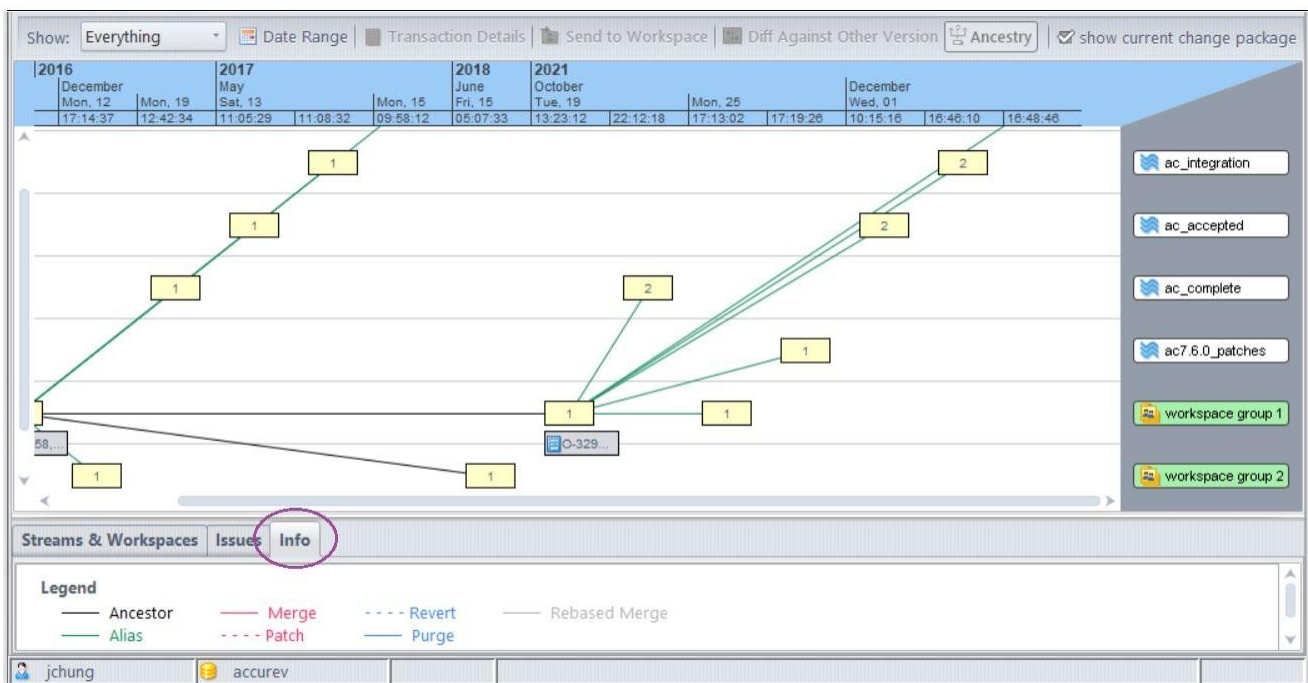 Show: Everything Date Range Transaction Details Send to Workspace Diff Against Other Version Ancestry show current change package
2016 2017 2018 2021
December May June October December
Mon, 12 Mon, 19 Sat, 13 Mon, 15 Fri, 15 Tue, 19 Mon, 25 Wed, 01
17:14:37 12:42:34 11:05:29 11:08:32 09:58:12 05:07:33 13:23:12 22:12:18 17:13:02 17:19:26 10:15:16 16:46:10 16:48:46
1 2 ac_integration
1 2 ac_accepted
1 2 ac_complete
1 ac7.6.0_patches
1 1 workspace group 1
58,... O-329...
1 1 workspace group 2
Streams & Workspaces Issues Info
Legend
Ancestor Merge Revert Rebased Merge
Alias Patch Purge
jchung accurev